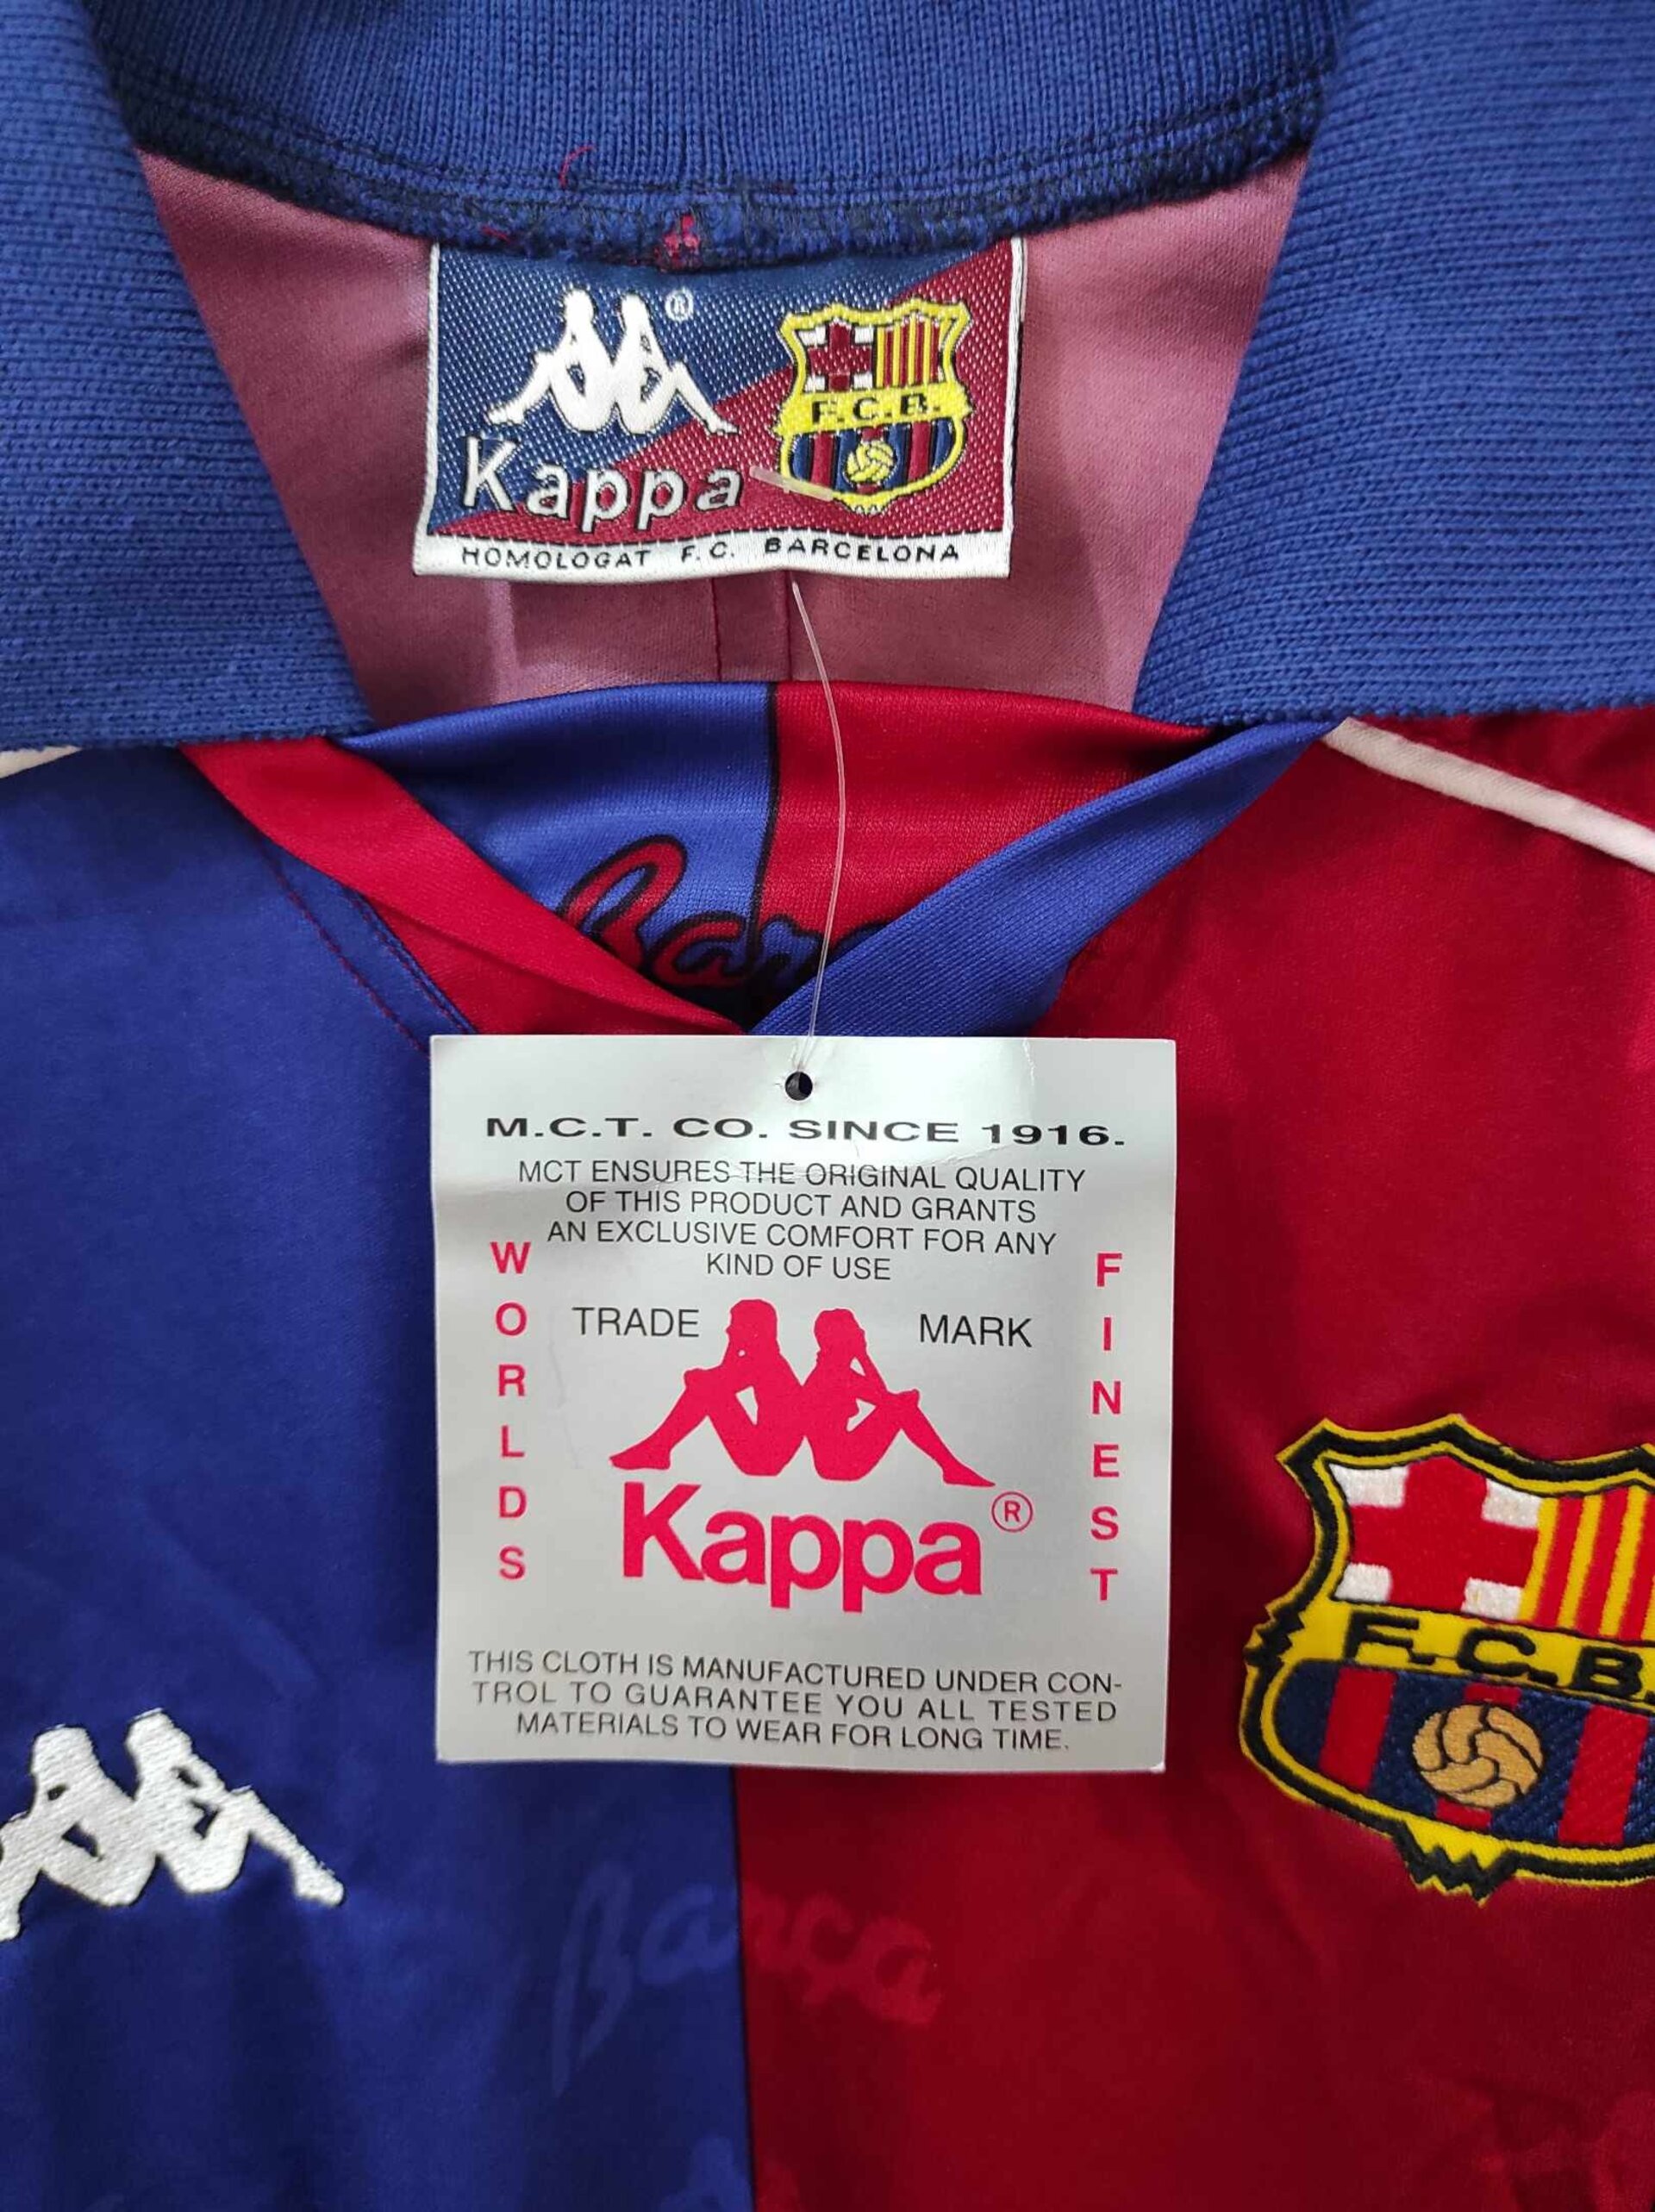 Kappa ®
F.C.B.
HOMOLOGAT F.C. BARCELONA
M.C.T. CO. SINCE 1916.
MCT ENSURES THE ORIGINAL QUALITY
OF THIS PRODUCT AND GRANTS
AN EXCLUSIVE COMFORT FOR ANY
KIND OF USE
WORLDS
FINEST
TRADE MARK
Kappa ®
THIS CLOTH IS MANUFACTURED UNDER CON-
TROL TO GUARANTEE YOU ALL TESTED
MATERIALS TO WEAR FOR LONG TIME.
F.C.B.
Barça